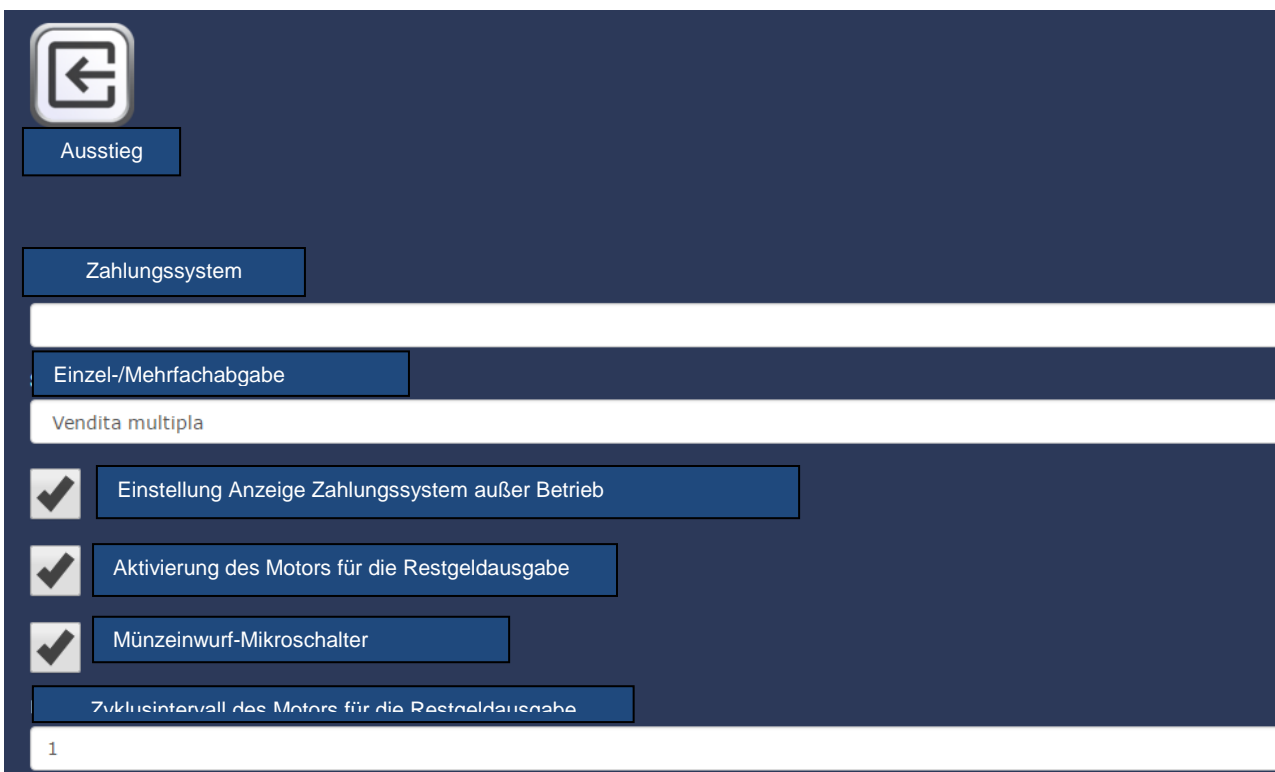 Ausstieg
Zahlungssystem
Einzel-/Mehrfachabgabe
Vendita multipla
Einstellung Anzeige Zahlungssystem außer Betrieb
Aktivierung des Motors für die Restgeldausgabe
Münzeinwurf-Mikroschalter
Zyklusintervall des Motors für die Restgeldausgabe
1